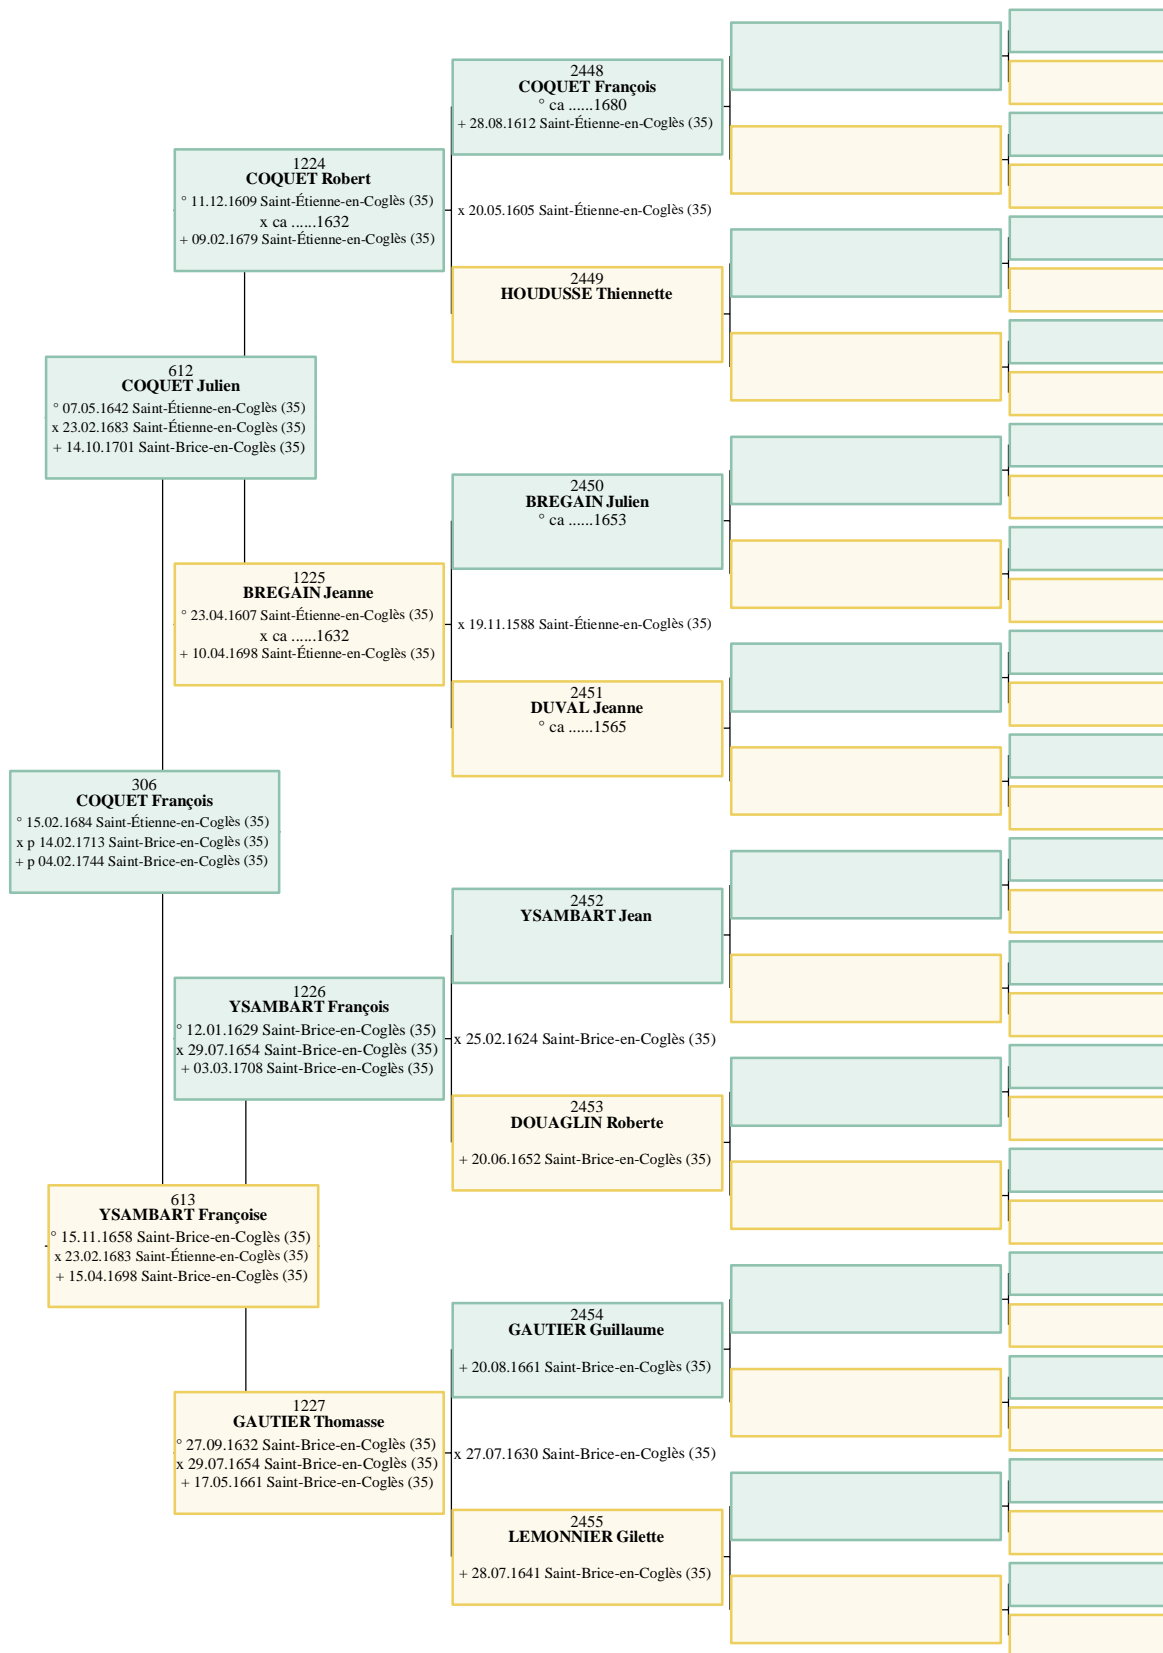 2448
COQUET François
° ca ......1680
+ 28.08.1612 Saint-Étienne-en-Coglès (35)
1224
COQUET Robert
° 11.12.1609 Saint-Étienne-en-Coglès (35)
x ca ......1632
+ 09.02.1679 Saint-Étienne-en-Coglès (35)
x 20.05.1605 Saint-Étienne-en-Coglès (35)
2449
HOUDUSSE Thiennette
612
COQUET Julien
° 07.05.1642 Saint-Étienne-en-Coglès (35)
x 23.02.1683 Saint-Étienne-en-Coglès (35)
+ 14.10.1701 Saint-Brice-en-Coglès (35)
2450
BREGAIN Julien
° ca ......1653
1225
BREGAIN Jeanne
° 23.04.1607 Saint-Étienne-en-Coglès (35)
x ca ......1632
+ 10.04.1698 Saint-Étienne-en-Coglès (35)
x 19.11.1588 Saint-Étienne-en-Coglès (35)
2451
DUVAL Jeanne
° ca ......1565
306
COQUET François
° 15.02.1684 Saint-Étienne-en-Coglès (35)
x p 14.02.1713 Saint-Brice-en-Coglès (35)
+ p 04.02.1744 Saint-Brice-en-Coglès (35)
2452
YSAMBART Jean
1226
YSAMBART François
° 12.01.1629 Saint-Brice-en-Coglès (35)
x 29.07.1654 Saint-Brice-en-Coglès (35)
+ 03.03.1708 Saint-Brice-en-Coglès (35)
x 25.02.1624 Saint-Brice-en-Coglès (35)
2453
DOUAGLIN Roberte
+ 20.06.1652 Saint-Brice-en-Coglès (35)
613
YSAMBART Françoise
° 15.11.1658 Saint-Brice-en-Coglès (35)
x 23.02.1683 Saint-Étienne-en-Coglès (35)
+ 15.04.1698 Saint-Brice-en-Coglès (35)
2454
GAUTIER Guillaume
+ 20.08.1661 Saint-Brice-en-Coglès (35)
1227
GAUTIER Thomasse
° 27.09.1632 Saint-Brice-en-Coglès (35)
x 29.07.1654 Saint-Brice-en-Coglès (35)
+ 17.05.1661 Saint-Brice-en-Coglès (35)
x 27.07.1630 Saint-Brice-en-Coglès (35)
2455
LEMONNIER Gilette
+ 28.07.1641 Saint-Brice-en-Coglès (35)